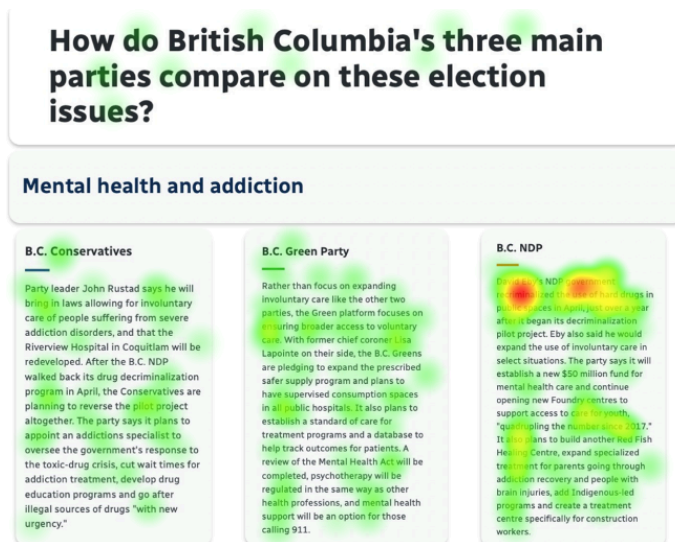 How do British Columbia's three main
parties compare on these election
issues?
Mental health and addiction
B.C. Conservatives
Party leader John Rustad says he will
bring in laws allowing for involuntary
care of people suffering from severe
addiction disorders, and that the
Riverview Hospital in Coquitlam will be
redeveloped. After the B.C. NDP
walked back its drug decriminalization
program in April, the Conservatives are
planning to reverse the pilot project
altogether. The party says it plans to
appoint an addictions specialist to
oversee the government's response to
the toxic-drug crisis, cut wait times for
addiction treatment, develop drug
education programs and go after
illegal sources of drugs "with new
urgency."
B.C. Green Party
Rather than focus on expanding
involuntary care like the other two
parties, the Green platform focuses on
ensuring broader access to voluntary
care. With former chief coroner Lisa
Lapointe on their side, the B.C. Greens
are pledging to expand the prescribed
safer supply program and plans to
have supervised consumption spaces
in all public hospitals. It also plans to
establish a standard of care for
treatment programs and a database to
help track outcomes for patients. A
review of the Mental Health Act will be
completed, psychotherapy will be
regulated in the same way as other
health professions, and mental health
support will be an option for those
calling 911.
B.C. NDP
NDP government
the use of hard drugs in
public spaces in April, just over a year
after it began its decriminalization
pilot project. Eby also said he would
expand the use of involuntary care in
select situations. The party says it will
establish a new $50 million fund for
mental health care and continue
opening new Foundry centres to
support access to care for youth,
"quadrupling the number since 2017."
It also plans to build another Red Fish
Healing Centre, expand specialized
treatment for parents going through
addiction recovery and people with
brain injuries, add Indigenous-led
programs and create a treatment
centre specifically for construction
workers.